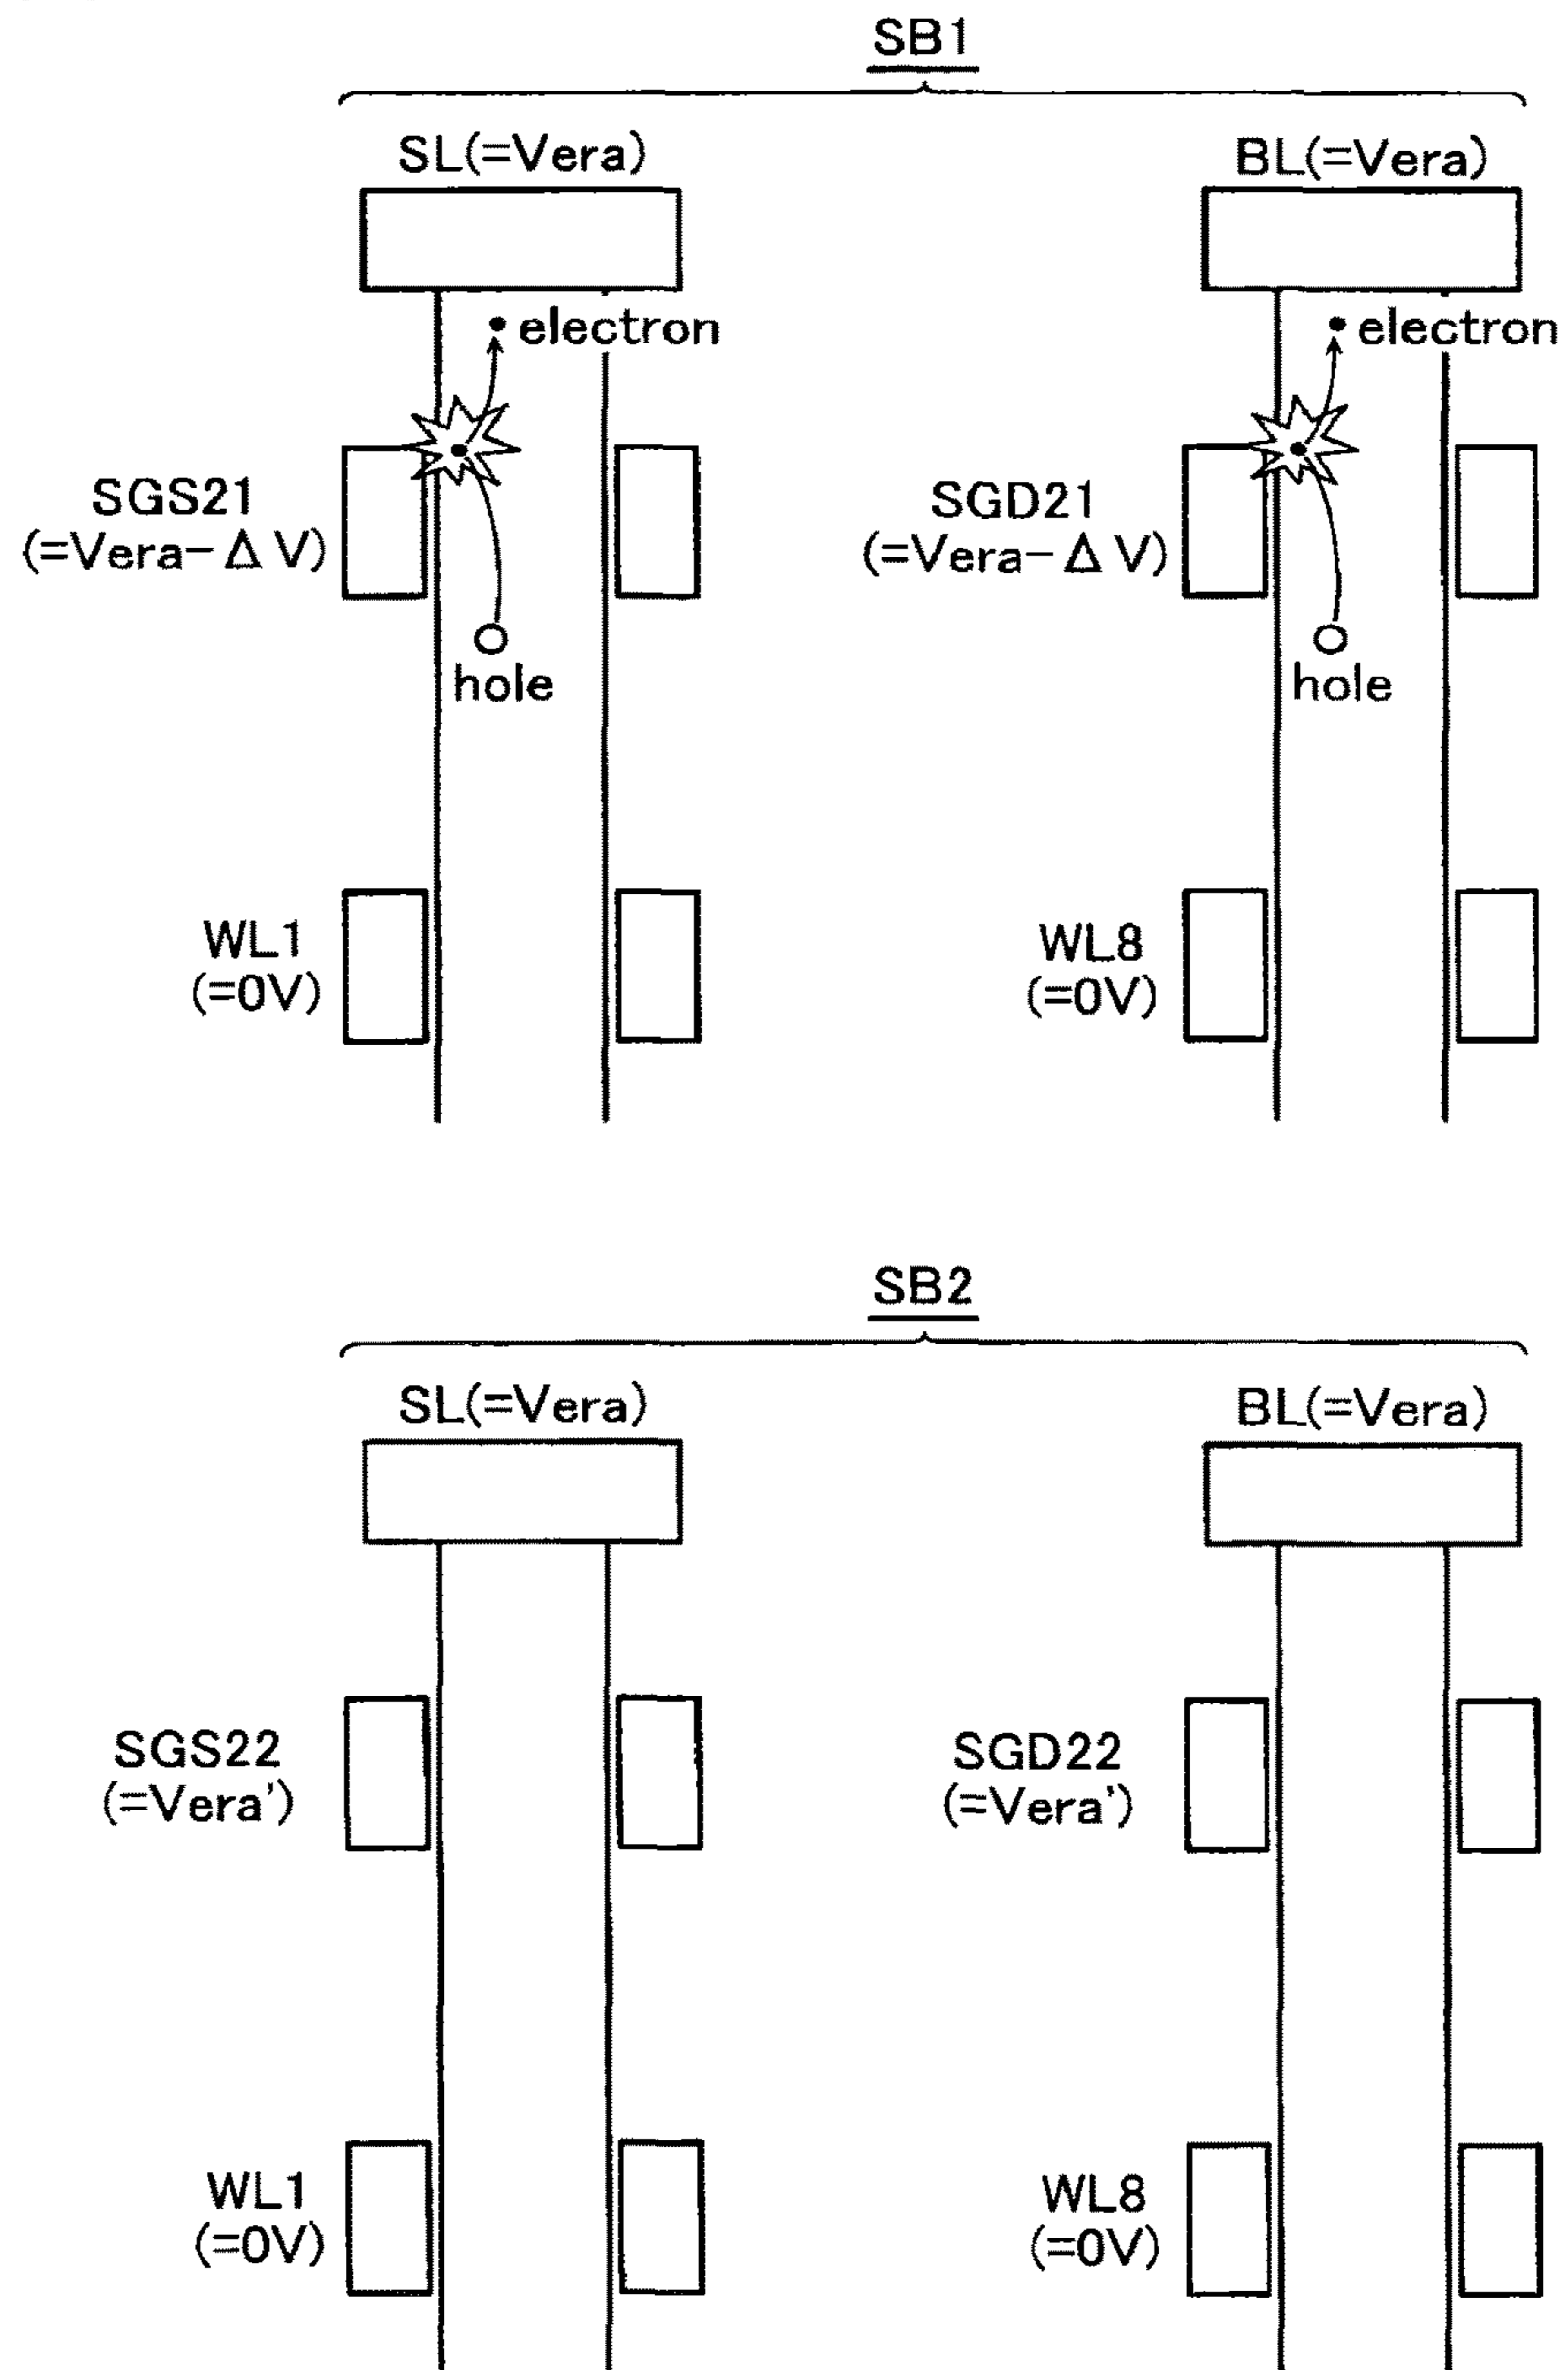 SB1
SL(=Vera)
BL(=Vera)
electron
electron
SGS21
(=Vera-ΔV)
SGD21
(=Vera-ΔV)
hole
hole
WL1
(=0V)
WL8
(=0V)
SB2
SL(=Vera)
BL(=Vera)
SGS22
(=Vera')
SGD22
(=Vera')
WL1
(=0V)
WL8
(=0V)